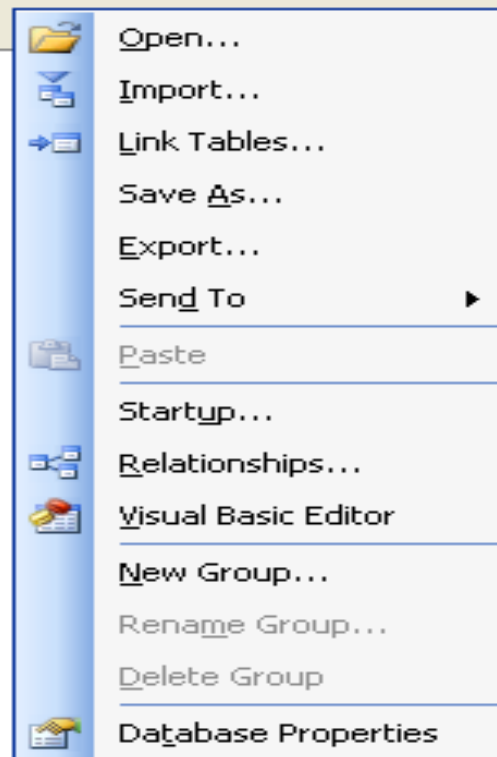 Open...
Import...
Link Tables...
Save As...
Export...
Send To
Paste
Startup...
Relationships...
Visual Basic Editor
New Group...
Rename Group...
Delete Group
Database Properties